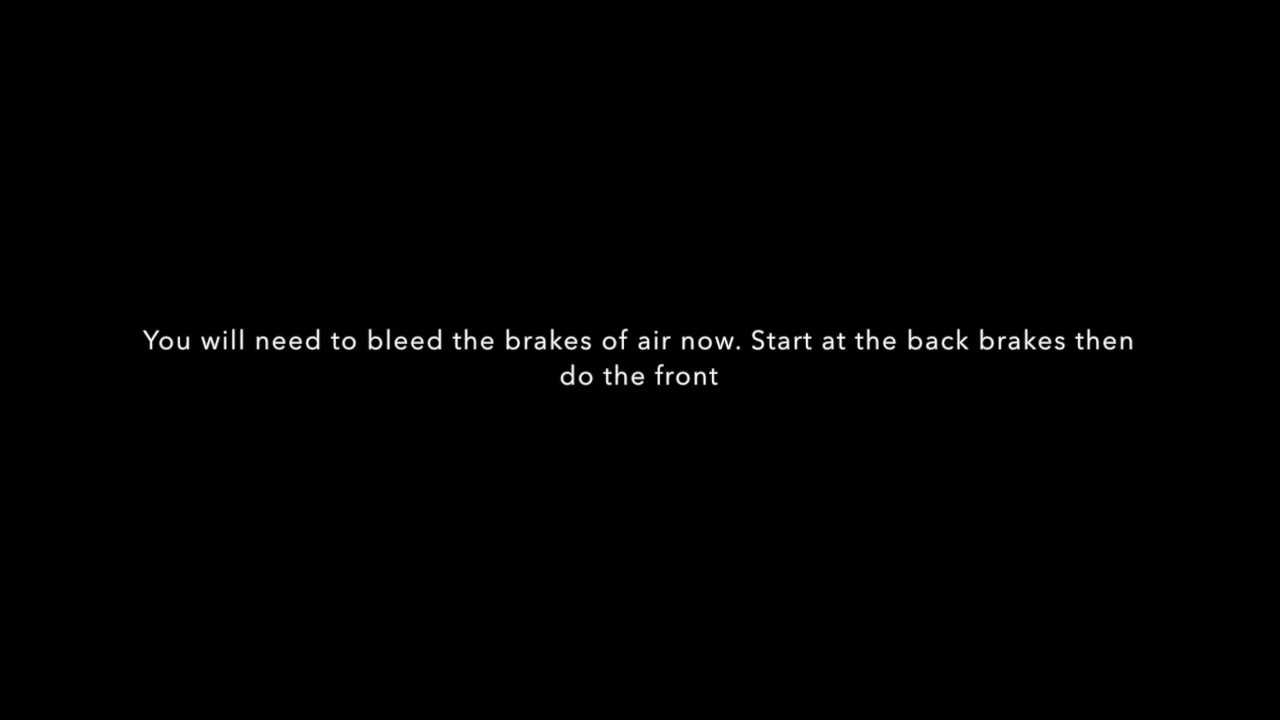 You will need to bleed the brakes of air now. Start at the back brakes then
do the front